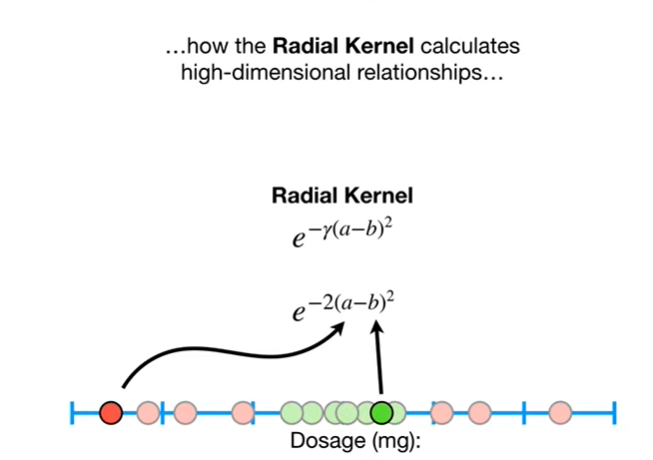 …how the Radial Kernel calculates
high-dimensional relationships…
Radial Kernel
e^{−γ(a−b)^2}
e^{−2(a−b)^2}
Dosage (mg):